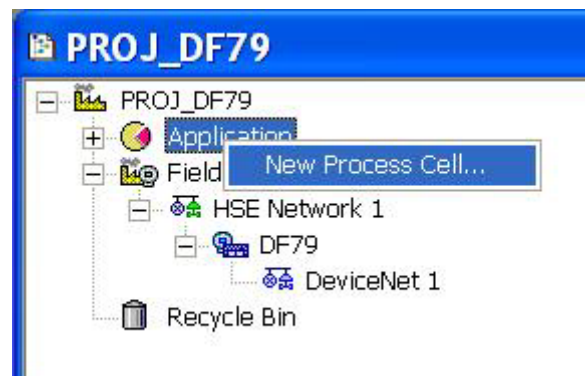 PROJ_DF79
PROJ_DF79
Application
New Process Cell...
Field
HSE Network 1
DF79
DeviceNet 1
Recycle Bin